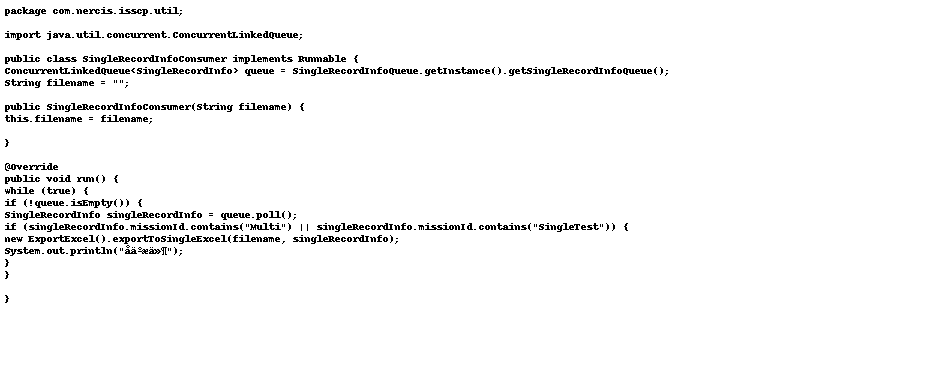 package com.nercis.isscp.util;
import java.util.concurrent.ConcurrentLinkedQueue;
public class SingleRecordInfoConsumer implements Runnable {
ConcurrentLinkedQueue<SingleRecordInfo> queue = SingleRecordInfoQueue.getInstance().getSingleRecordInfoQueue();
String filename = "";
public SingleRecordInfoConsumer(String filename) {
this.filename = filename;
}
@Override
public void run() {
while (true) {
if (!queue.isEmpty()) {
SingleRecordInfo singleRecordInfo = queue.poll();
if (singleRecordInfo.missionId.contains("Multi") || singleRecordInfo.missionId.contains("SingleTest")) {
new ExportExcel().exportToSingleExcel(filename, singleRecordInfo);
System.out.println("åäºæä»¶");
}
}
}